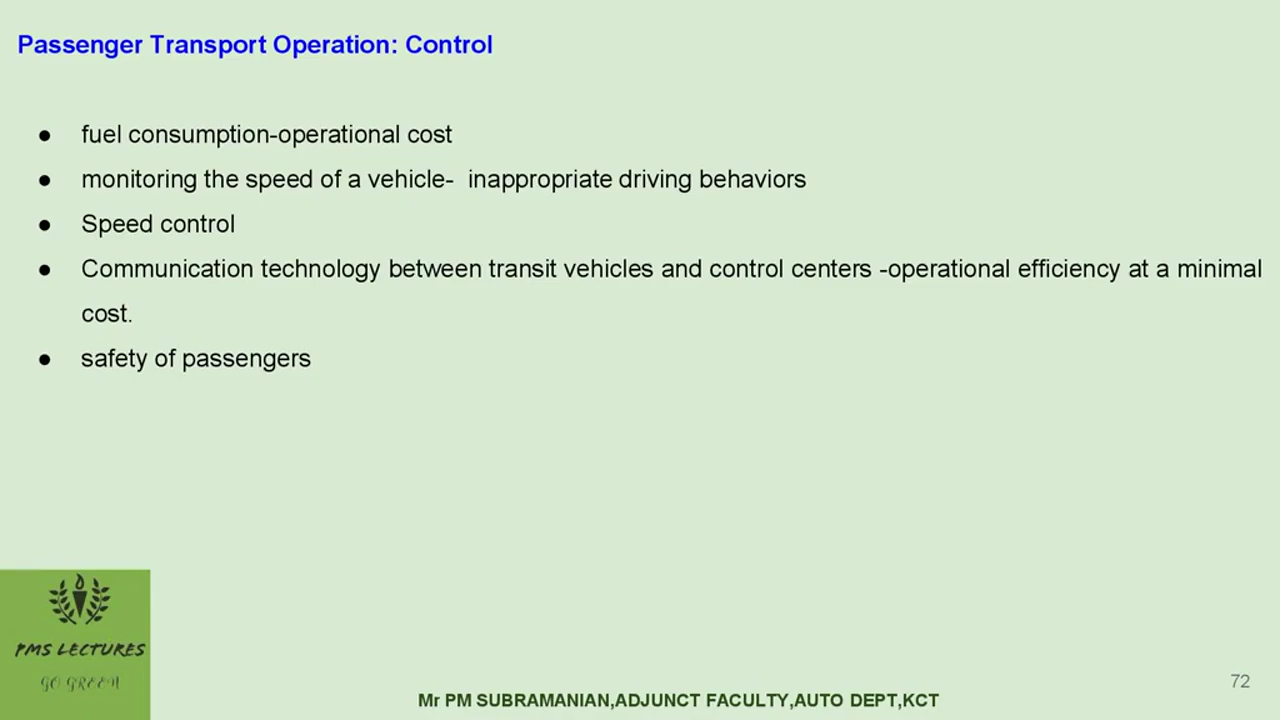 Passenger Transport Operation: Control
● fuel consumption-operational cost
● monitoring the speed of a vehicle- inappropriate driving behaviors
● Speed control
● Communication technology between transit vehicles and control centers -operational efficiency at a minimal
cost.
● safety of passengers
PMS LECTURES
GO GREEN
72
Mr PM SUBRAMANIAN,ADJUNCT FACULTY,AUTO DEPT,KCT